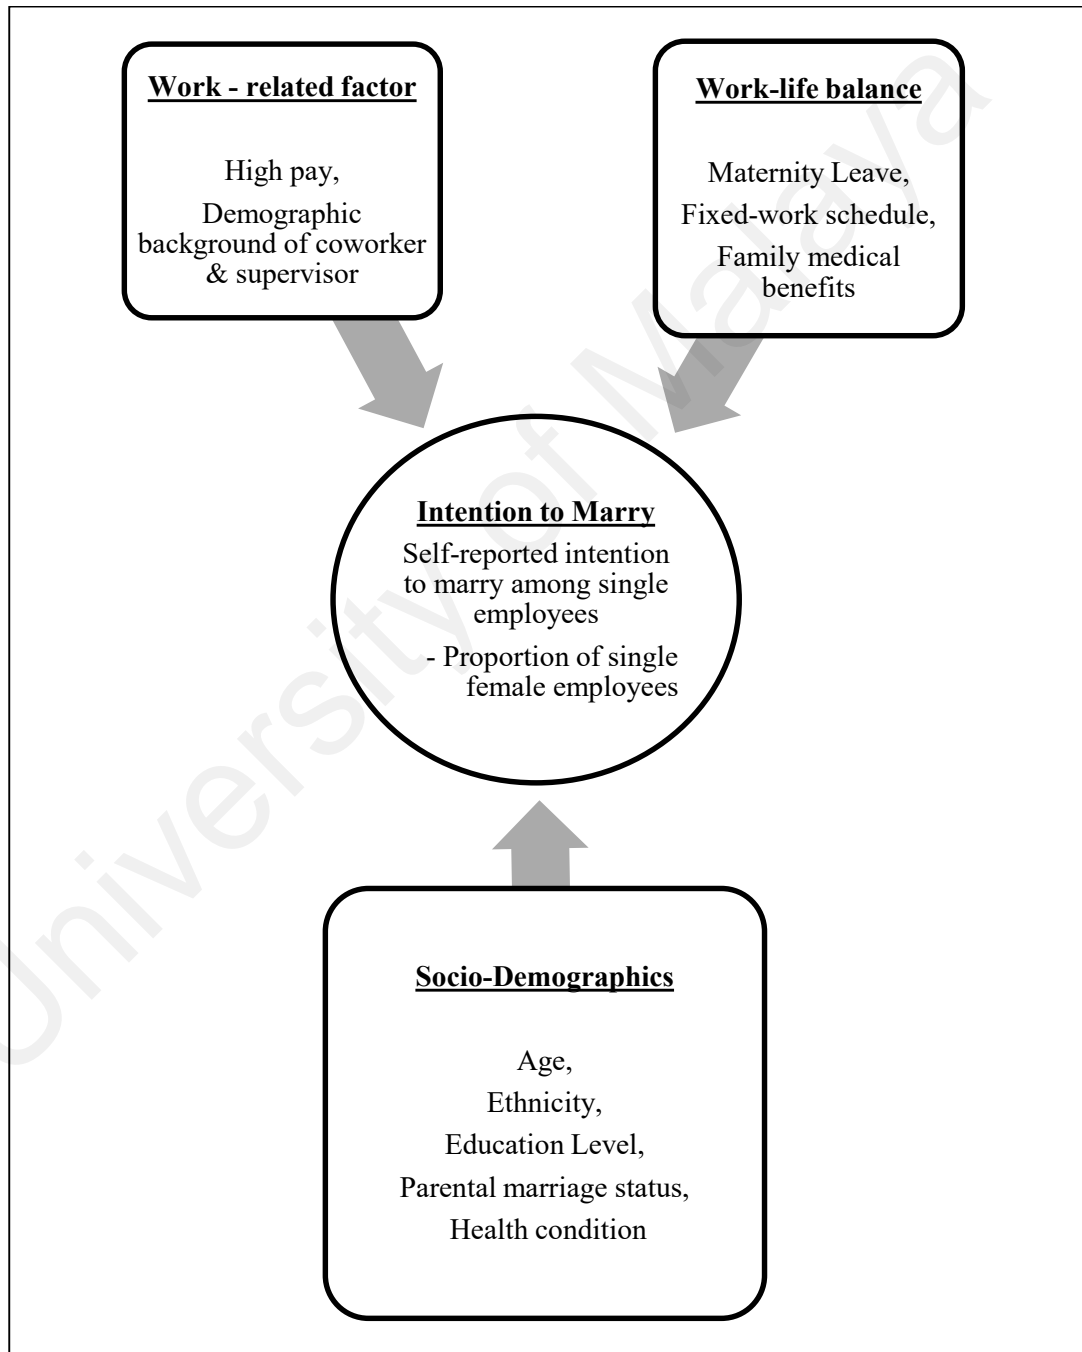 Work - related factor
High pay,
Demographic
background of coworker
& supervisor
Work-life balance
Maternity Leave,
Fixed-work schedule,
Family medical
benefits
Intention to Marry
Self-reported intention
to marry among single
employees
- Proportion of single
female employees
Socio-Demographics
Age,
Ethnicity,
Education Level,
Parental marriage status,
Health condition
University of Malaya